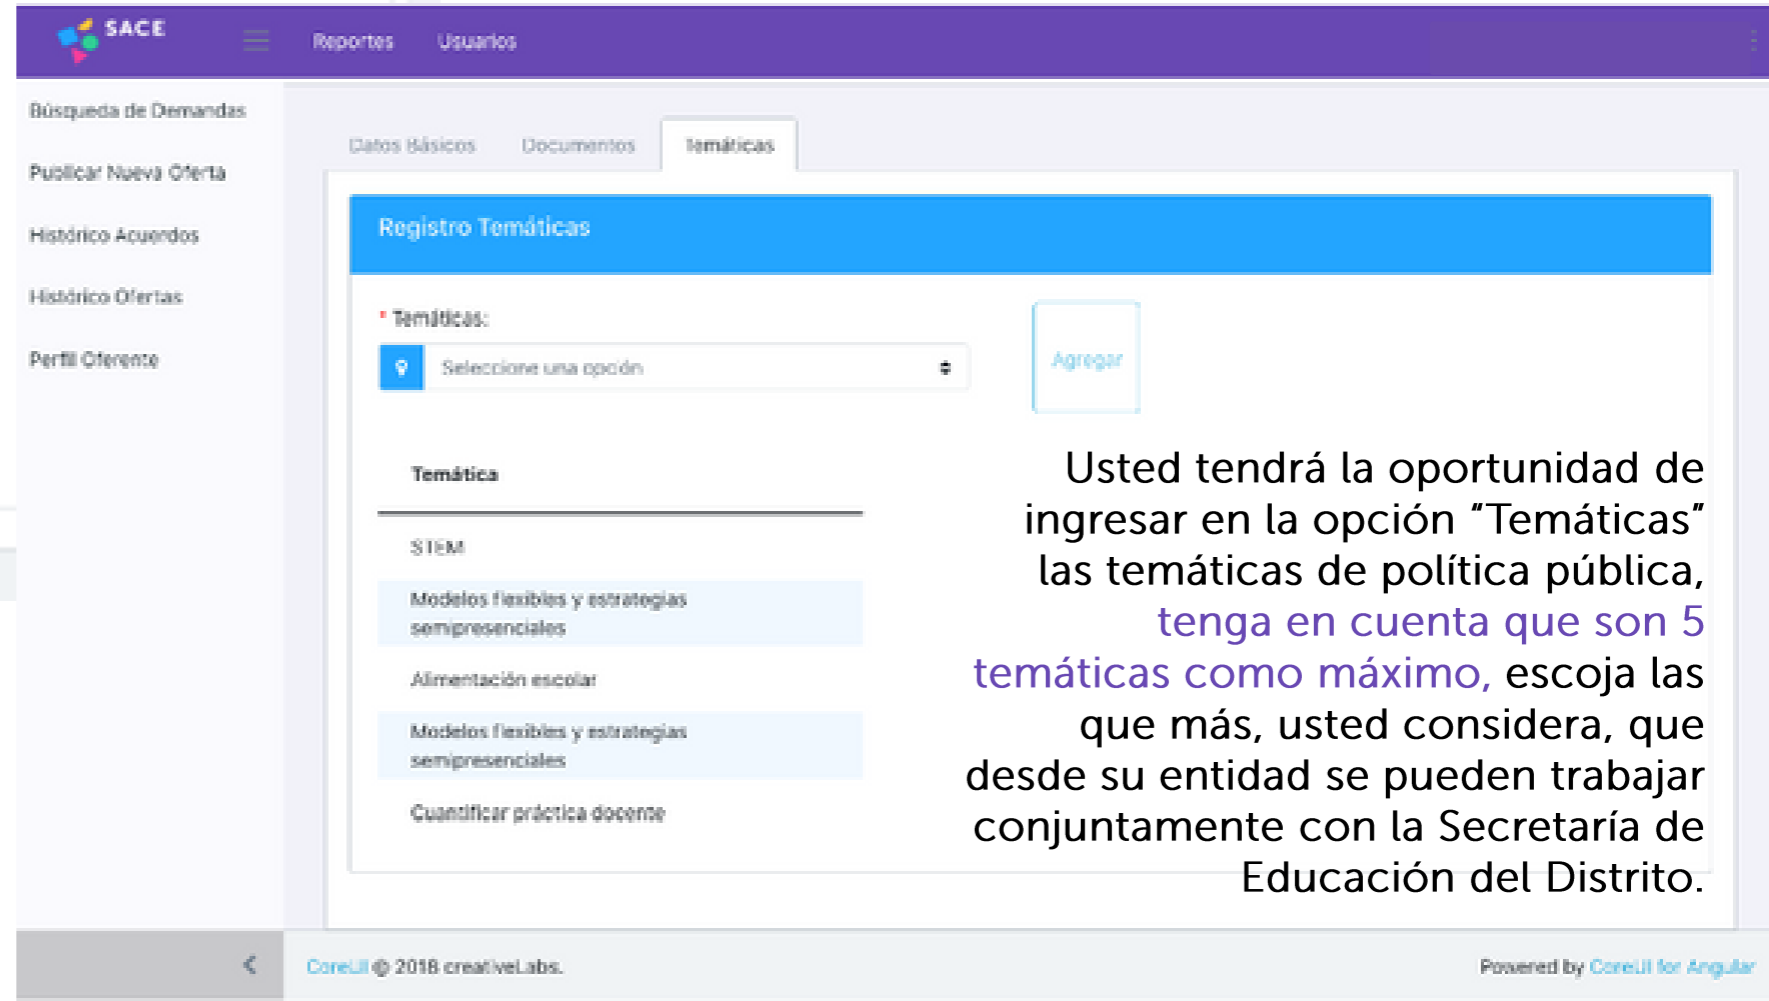 SACE
Reportes Usuarios
Búsqueda de Demandas
Publicar Nueva Oferta
Histórico Acuerdos
Histórico Ofertas
Perfil Oferente
Datos Básicos Documentos Temáticas
Registro Temáticas
* Temáticas:
Seleccione una opción
Agregar
Temática
STEM
Modelos flexibles y estrategias
semipresenciales
Alimentación escolar
Modelos flexibles y estrategias
semipresenciales
Cuantificar práctica docente
Usted tendrá la oportunidad de
ingresar en la opción “Temáticas”
las temáticas de política pública,
tenga en cuenta que son 5
temáticas como máximo, escoja las
que más, usted considera, que
desde su entidad se pueden trabajar
conjuntamente con la Secretaría de
Educación del Distrito.
CoreUI © 2018 creativeLabs.
Powered by CoreUI for Angular